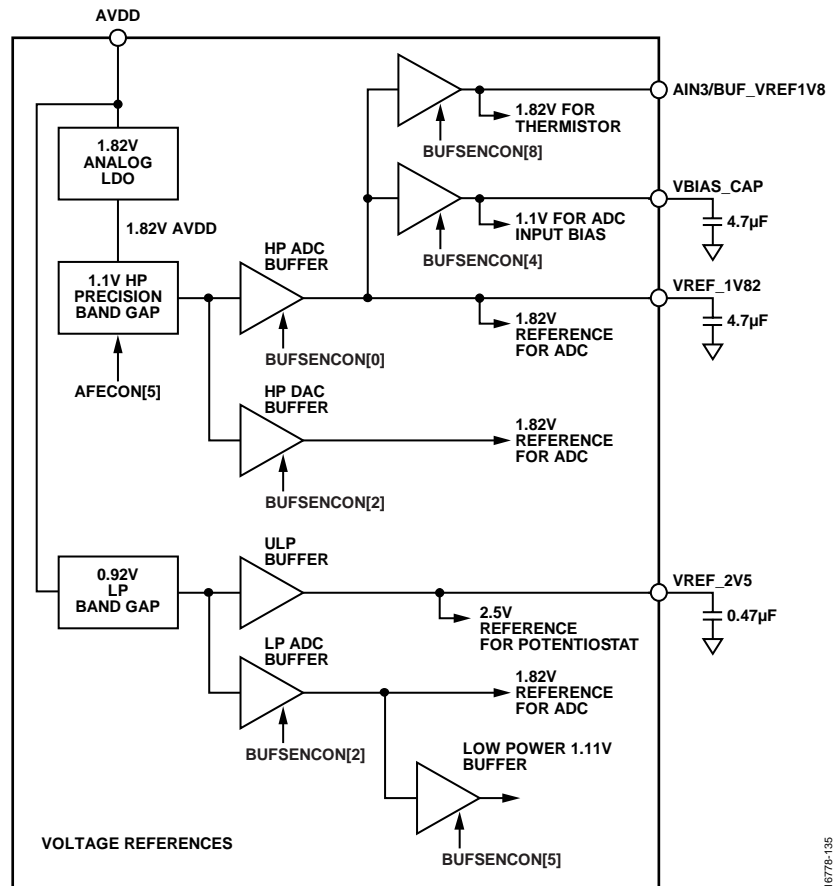 AVDD
AIN3/BUF_VREF1V8
1.82V FOR
THERMISTOR
BUFSENCON[8]
1.82V
ANALOG
LDO
VBIAS_CAP
4.7µF
1.1V FOR ADC
INPUT BIAS
BUFSENCON[4]
1.82V AVDD
HP ADC
BUFFER
1.1V HP
PRECISION
BAND GAP
VREF_1V82
4.7µF
1.82V
REFERENCE
FOR ADC
BUFSENCON[0]
AFECON[5]
HP DAC
BUFFER
1.82V
REFERENCE
FOR ADC
BUFSENCON[2]
ULP
BUFFER
0.92V
LP
BAND GAP
VREF_2V5
0.47µF
2.5V
REFERENCE
FOR POTENTIOSTAT
LP ADC
BUFFER
1.82V
REFERENCE
FOR ADC
BUFSENCON[2]
LOW POWER 1.11V
BUFFER
BUFSENCON[5]
VOLTAGE REFERENCES
16778-135